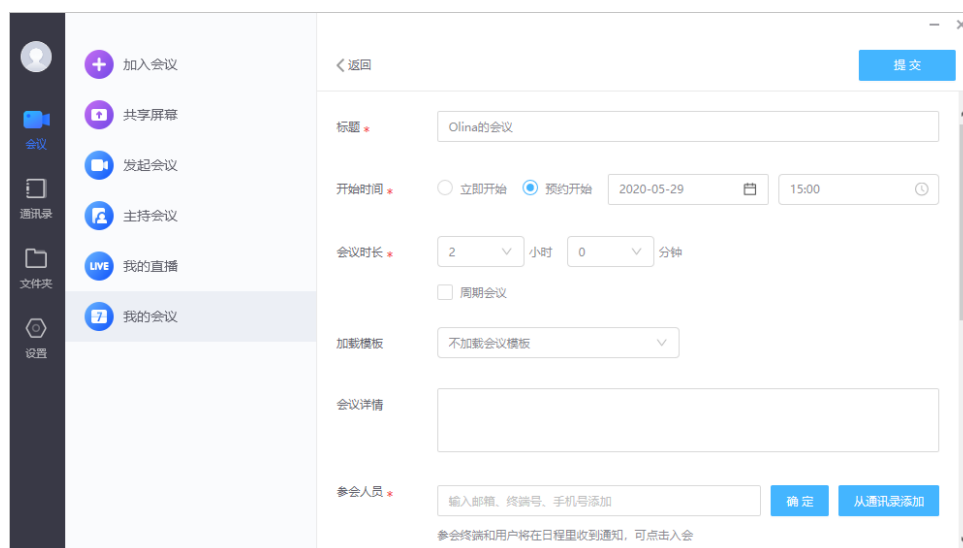 会议
通讯录
文件夹
设置
加入会议
共享屏幕
发起会议
主持会议
LIVE 我的直播
7 我的会议
返回 提交
标题 * Olina的会议
开始时间 * 立即开始 预约开始 2020-05-29 15:00
会议时长 * 2 小时 0 分钟
周期会议
加载模板 不加载会议模板
会议详情
参会人员 * 输入邮箱、终端号、手机号添加 确定 从通讯录添加
参会终端和用户将在日程里收到通知，可点击入会